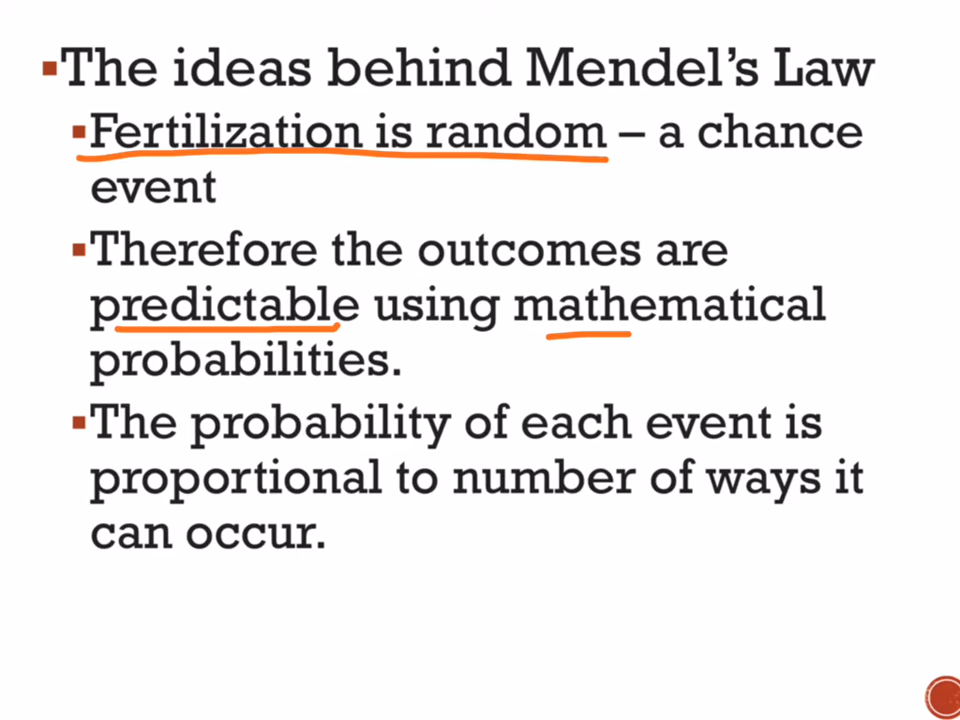 ▪The ideas behind Mendel's Law
▪Fertilization is random – a chance
event
▪Therefore the outcomes are
predictable using mathematical
probabilities.
▪The probability of each event is
proportional to number of ways it
can occur.